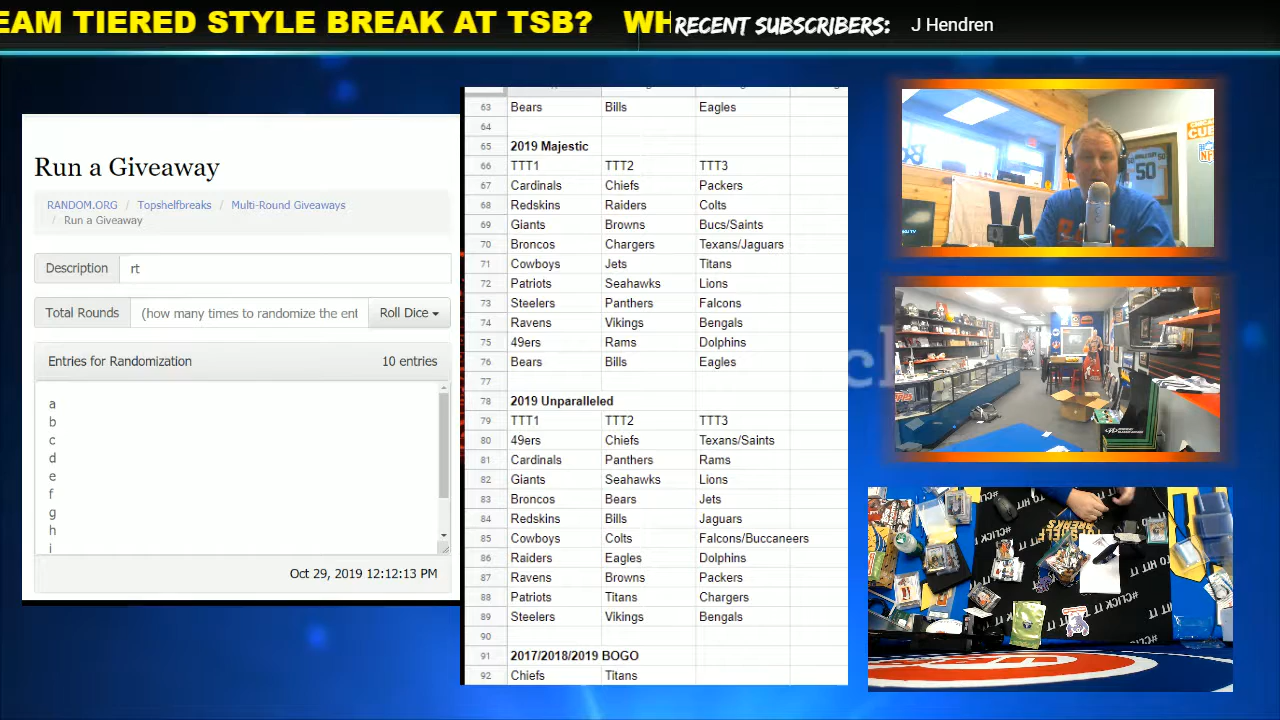 EAM TIERED STYLE BREAK AT TSB? WH
RECENT SUBSCRIBERS: J Hendren
Run a Giveaway
RANDOM.ORG / Topshelfbreaks / Multi-Round Giveaways
/ Run a Giveaway
Description rt
Total Rounds (how many times to randomize the ent Roll Dice
Entries for Randomization 10 entries
a
b
c
d
e
f
g
h
i
Oct 29, 2019 12:12:13 PM
63 Bears Bills Eagles
64
65 2019 Majestic
66 TTT1 TTT2 TTT3
67 Cardinals Chiefs Packers
68 Redskins Raiders Colts
69 Giants Browns Bucs/Saints
70 Broncos Chargers Texans/Jaguars
71 Cowboys Jets Titans
72 Patriots Seahawks Lions
73 Steelers Panthers Falcons
74 Ravens Vikings Bengals
75 49ers Rams Dolphins
76 Bears Bills Eagles
77
78 2019 Unparalleled
79 TTT1 TTT2 TTT3
80 49ers Chiefs Texans/Saints
81 Cardinals Panthers Rams
82 Giants Seahawks Lions
83 Broncos Bears Jets
84 Redskins Bills Jaguars
85 Cowboys Colts Falcons/Buccaneers
86 Raiders Eagles Dolphins
87 Ravens Browns Packers
88 Patriots Titans Chargers
89 Steelers Vikings Bengals
90
91 2017/2018/2019 BOGO
92 Chiefs Titans
CHICAGO
CUBS
NFL
50
W
#CLICK IT